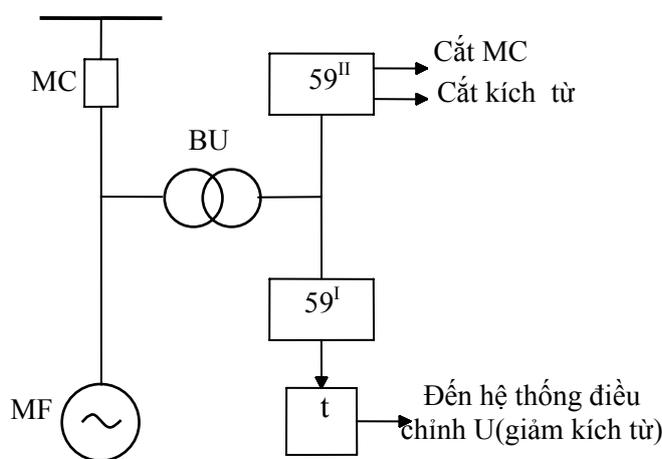 MC
59ᴵᴵ
Cắt MC
Cắt kích từ
BU
59ᴵ
MF
t
Đến hệ thống điều
chỉnh U(giảm kích từ)